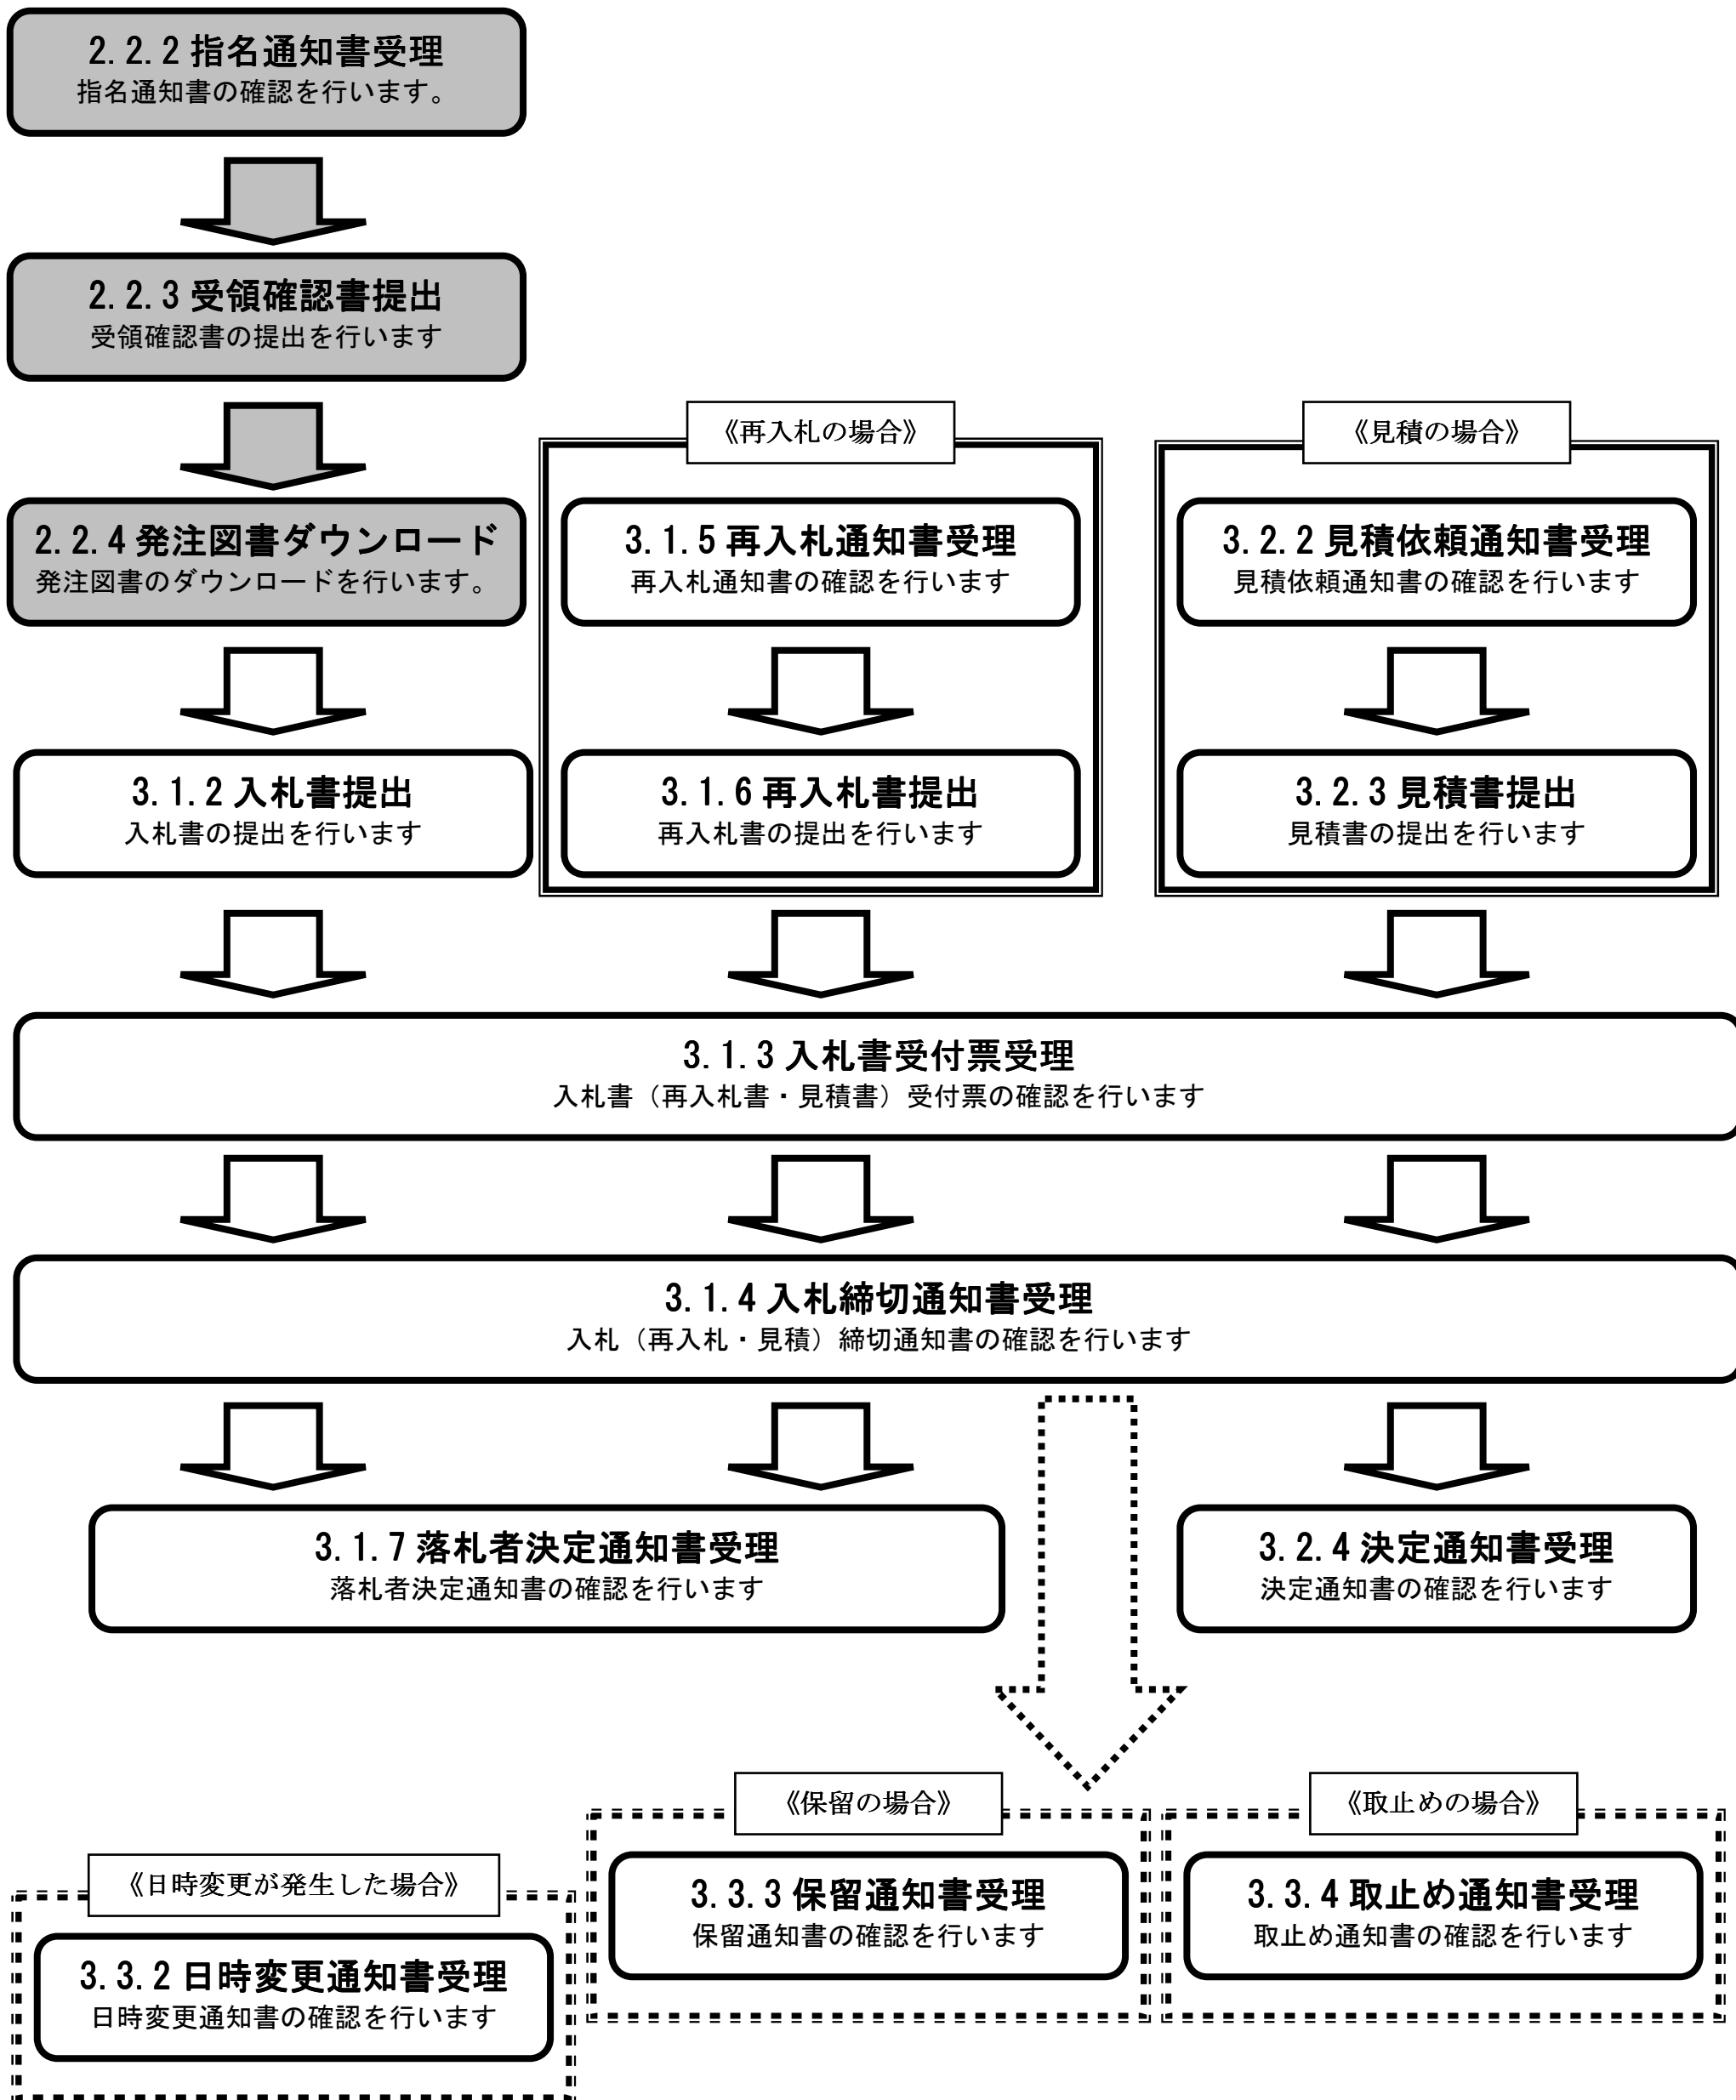 2.2.2 指名通知書受理
指名通知書の確認を行います。
2.2.3 受領確認書提出
受領確認書の提出を行います
《再入札の場合》
《見積の場合》
2.2.4 発注図書ダウンロード
発注図書のダウンロードを行います。
3.1.5 再入札通知書受理
再入札通知書の確認を行います
3.2.2 見積依頼通知書受理
見積依頼通知書の確認を行います
3.1.2 入札書提出
入札書の提出を行います
3.1.6 再入札書提出
再入札書の提出を行います
3.2.3 見積書提出
見積書の提出を行います
3.1.3 入札書受付票受理
入札書（再入札書・見積書）受付票の確認を行います
3.1.4 入札締切通知書受理
入札（再入札・見積）締切通知書の確認を行います
3.1.7 落札者決定通知書受理
落札者決定通知書の確認を行います
3.2.4 決定通知書受理
決定通知書の確認を行います
《保留の場合》
《取止めの場合》
3.3.3 保留通知書受理
保留通知書の確認を行います
3.3.4 取止め通知書受理
取止め通知書の確認を行います
《日時変更が発生した場合》
3.3.2 日時変更通知書受理
日時変更通知書の確認を行います